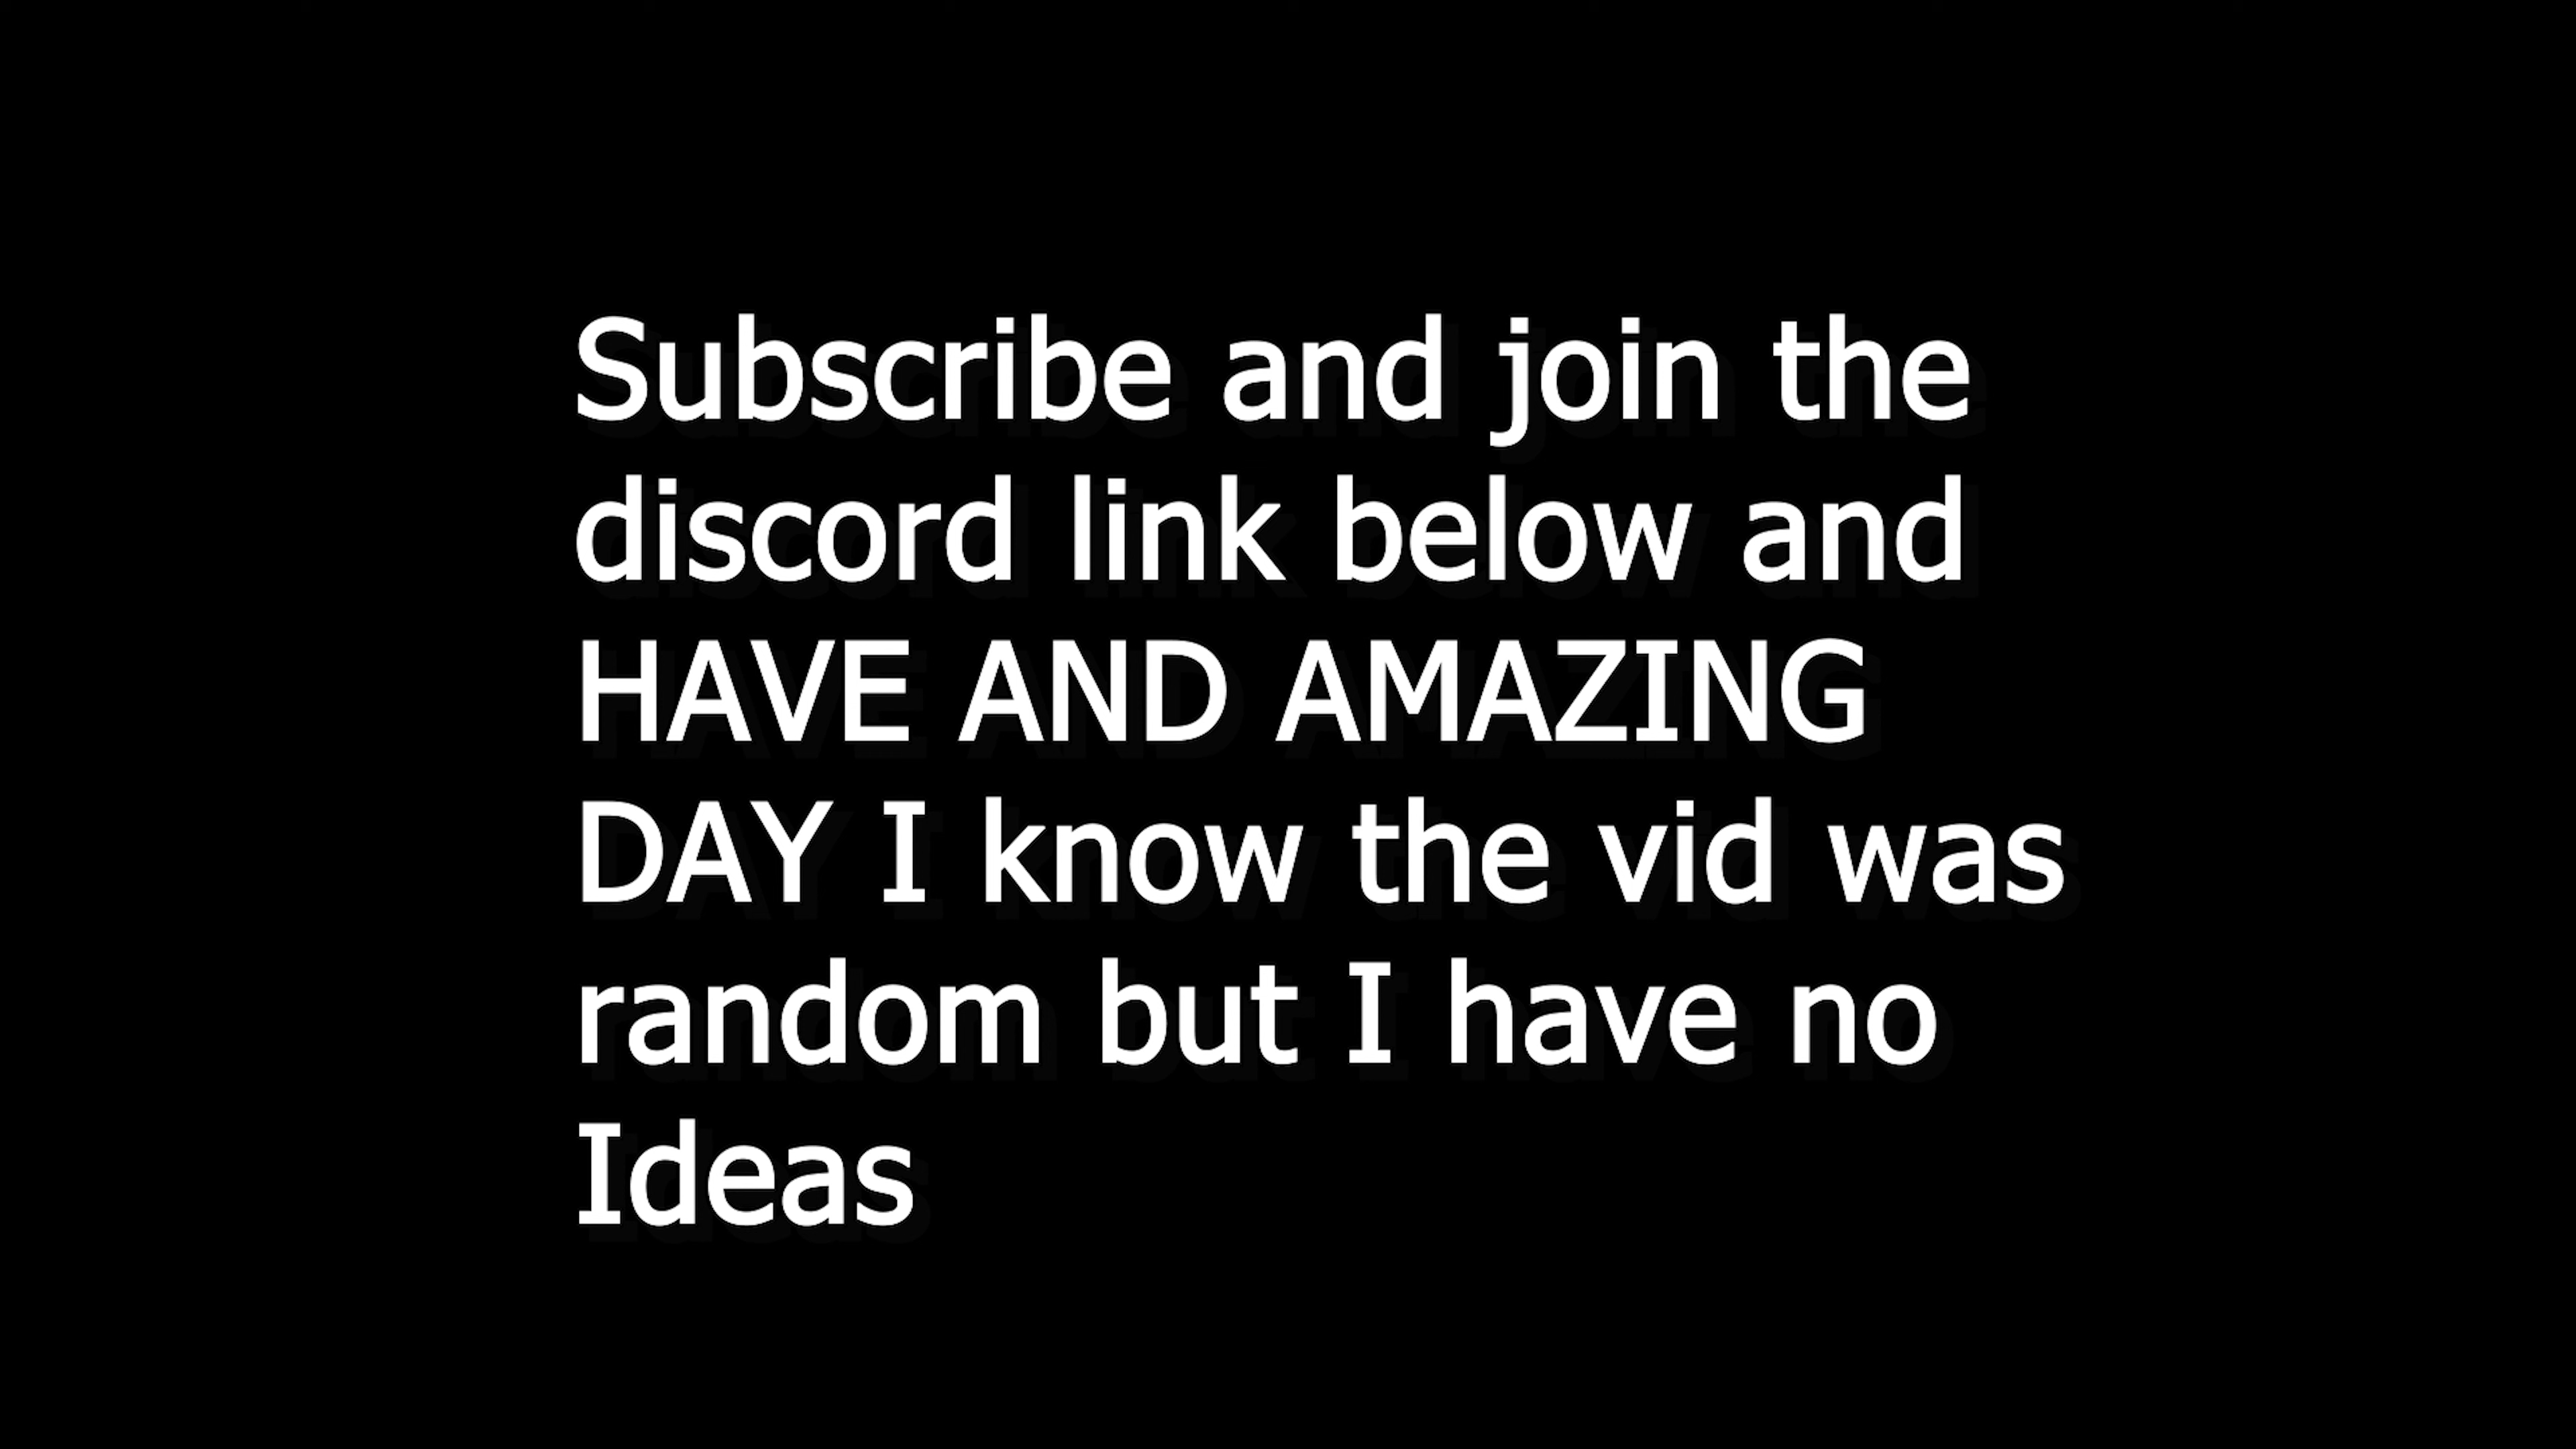 Subscribe and join the
discord link below and
HAVE AND AMAZING
DAY I know the vid was
random but I have no
Ideas